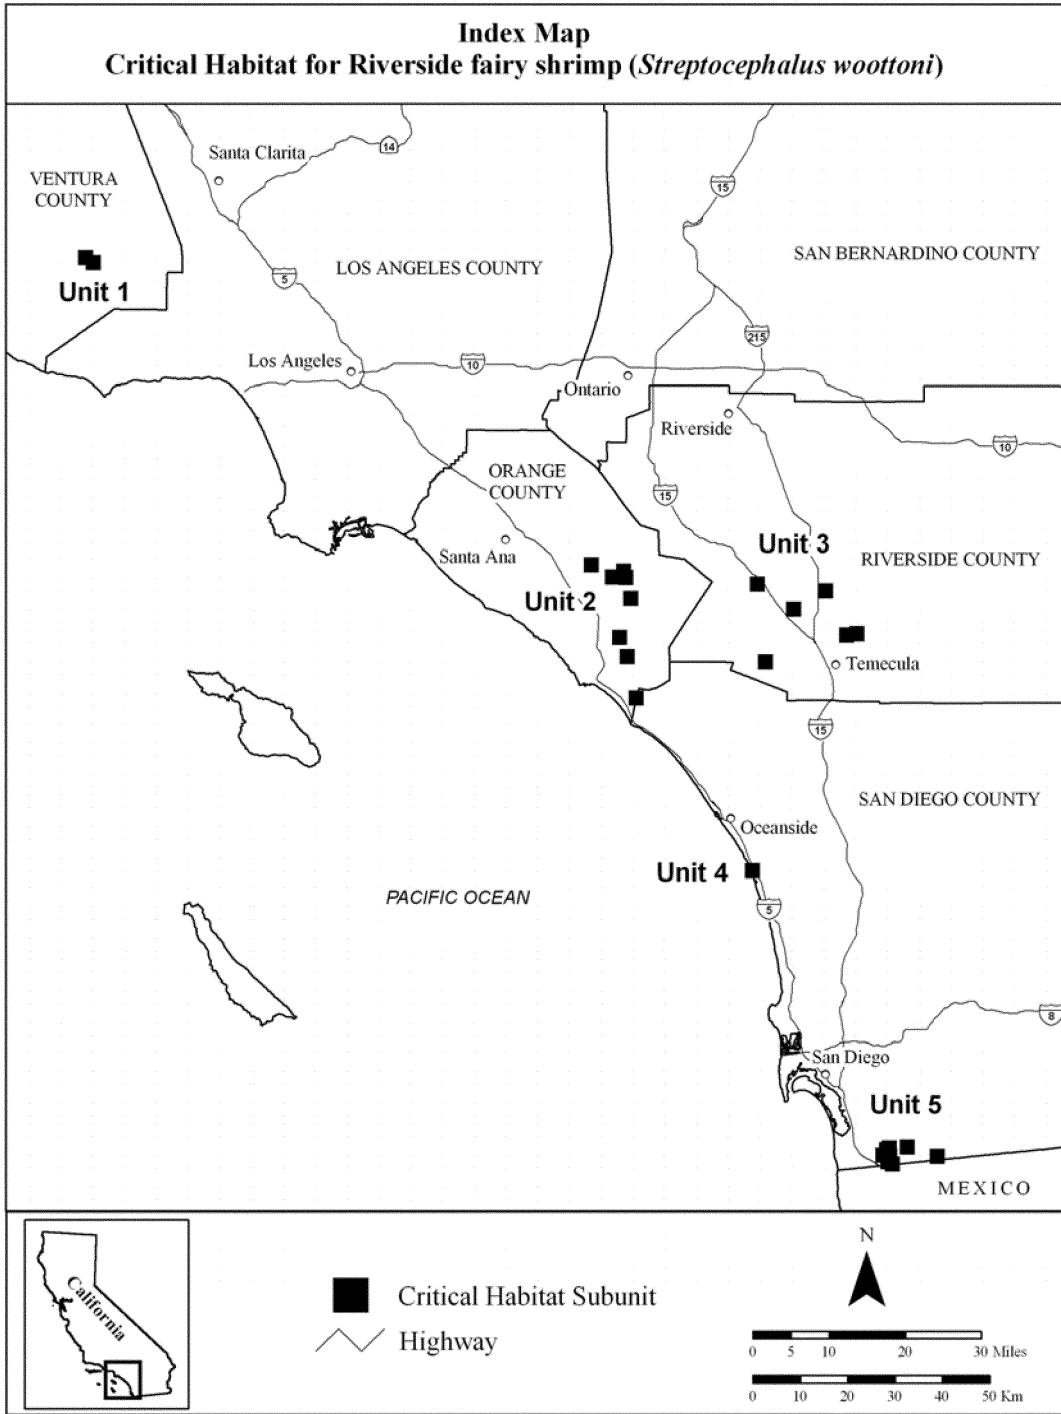 Index Map
Critical Habitat for Riverside fairy shrimp (Streptocephalus woottoni)
Santa Clarita
14
VENTURA
COUNTY
15
SAN BERNARDINO COUNTY
LOS ANGELES COUNTY
5
Unit 1
215
Los Angeles
10
Ontario
Riverside
10
ORANGE
COUNTY
15
Santa Ana
Unit 3
RIVERSIDE COUNTY
Unit 2
Temecula
15
SAN DIEGO COUNTY
Oceanside
Unit 4
PACIFIC OCEAN
5
8
San Diego
Unit 5
MEXICO
California
Critical Habitat Subunit
Highway
N
0 5 10 20 30 Miles
0 10 20 30 40 50 Km